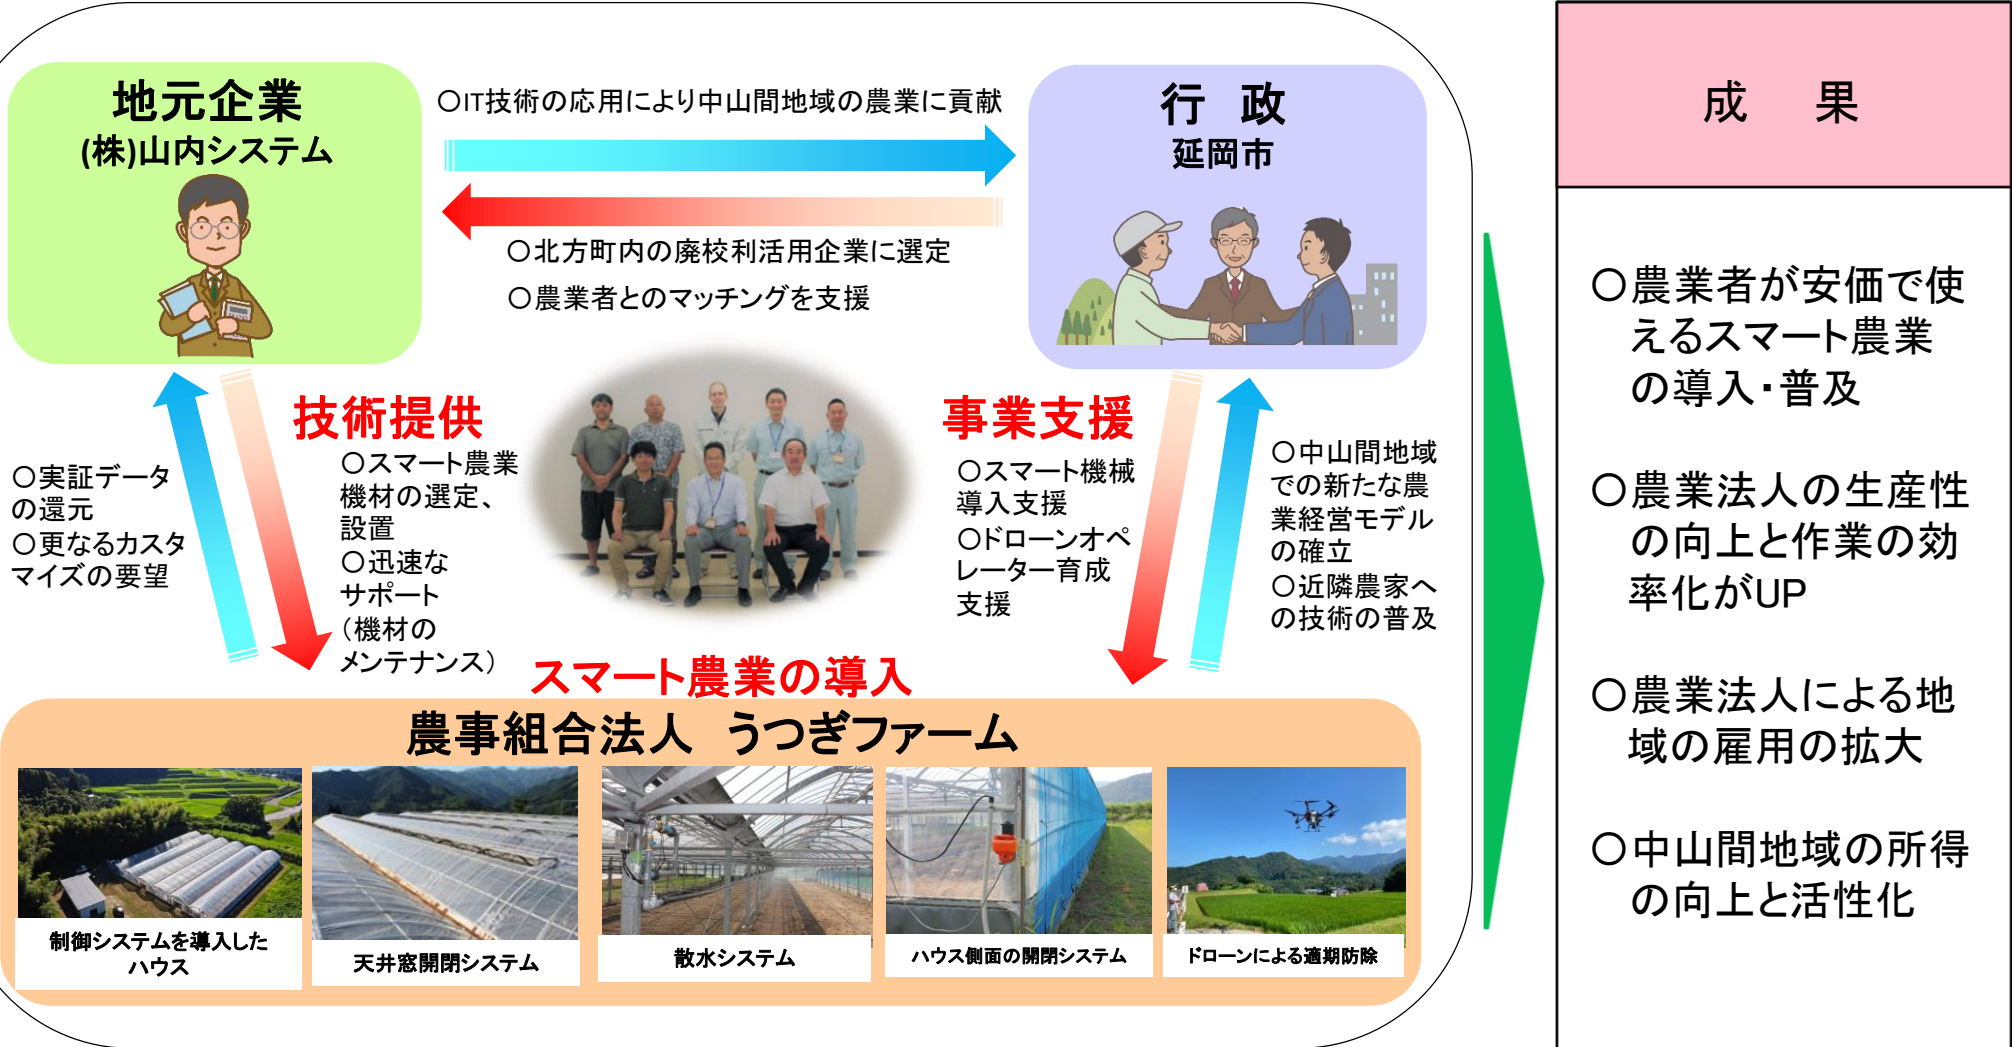 地元企業
(株)山内システム
〇IT技術の応用により中山間地域の農業に貢献
行　政
延岡市
〇北方町内の廃校利活用企業に選定
〇農業者とのマッチングを支援
技術提供
〇スマート農業
機材の選定、
設置
〇迅速な
サポート
（機材の
メンテナンス）
〇実証データ
の還元
〇更なるカスタ
マイズの要望
事業支援
〇スマート機械
導入支援
〇ドローンオペ
レーター育成
支援
〇中山間地域
での新たな農
業経営モデル
の確立
〇近隣農家へ
の技術の普及
スマート農業の導入
農事組合法人　うつぎファーム
制御システムを導入した
ハウス
天井窓開閉システム
散水システム
ハウス側面の開閉システム
ドローンによる適期防除
成　果
〇農業者が安価で使
えるスマート農業
の導入・普及
〇農業法人の生産性
の向上と作業の効
率化がUP
〇農業法人による地
域の雇用の拡大
〇中山間地域の所得
の向上と活性化